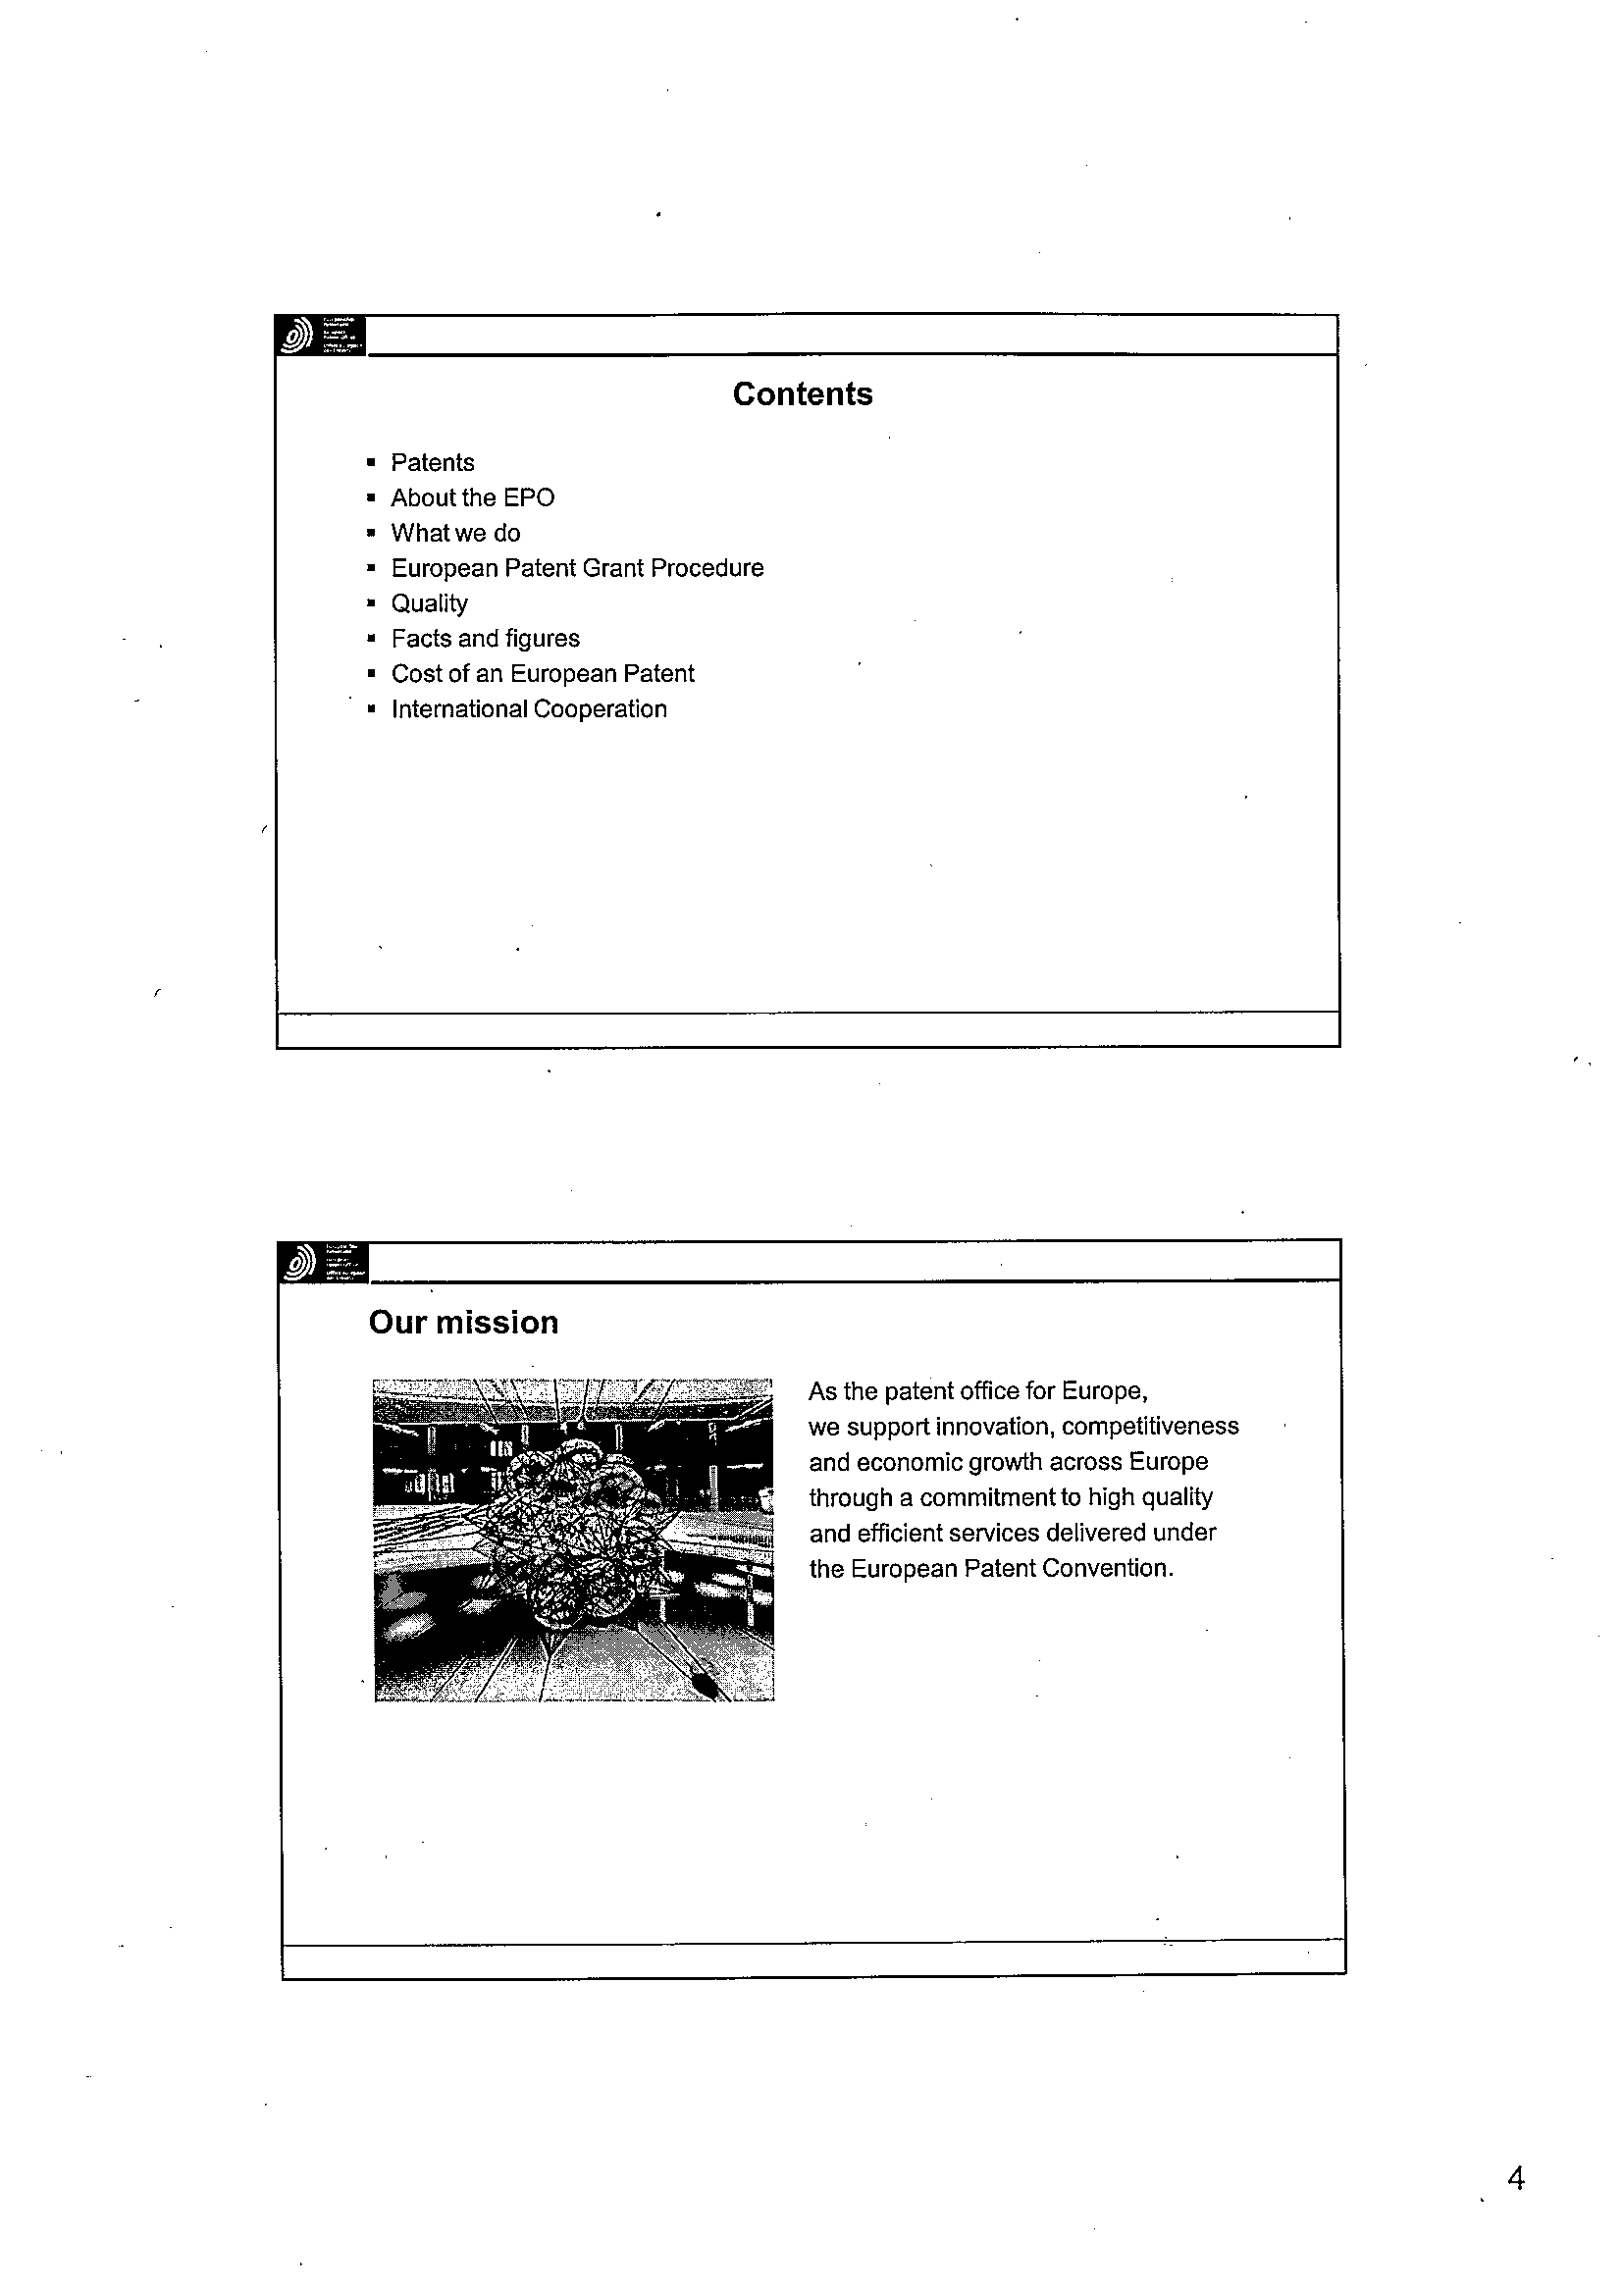 Contents
▪ Patents
▪ About the EPO
▪ What we do
▪ European Patent Grant Procedure
▪ Quality
▪ Facts and figures
▪ Cost of an European Patent
▪ International Cooperation
Our mission
As the patent office for Europe,
we support innovation, competitiveness
and economic growth across Europe
through a commitment to high quality
and efficient services delivered under
the European Patent Convention.
4